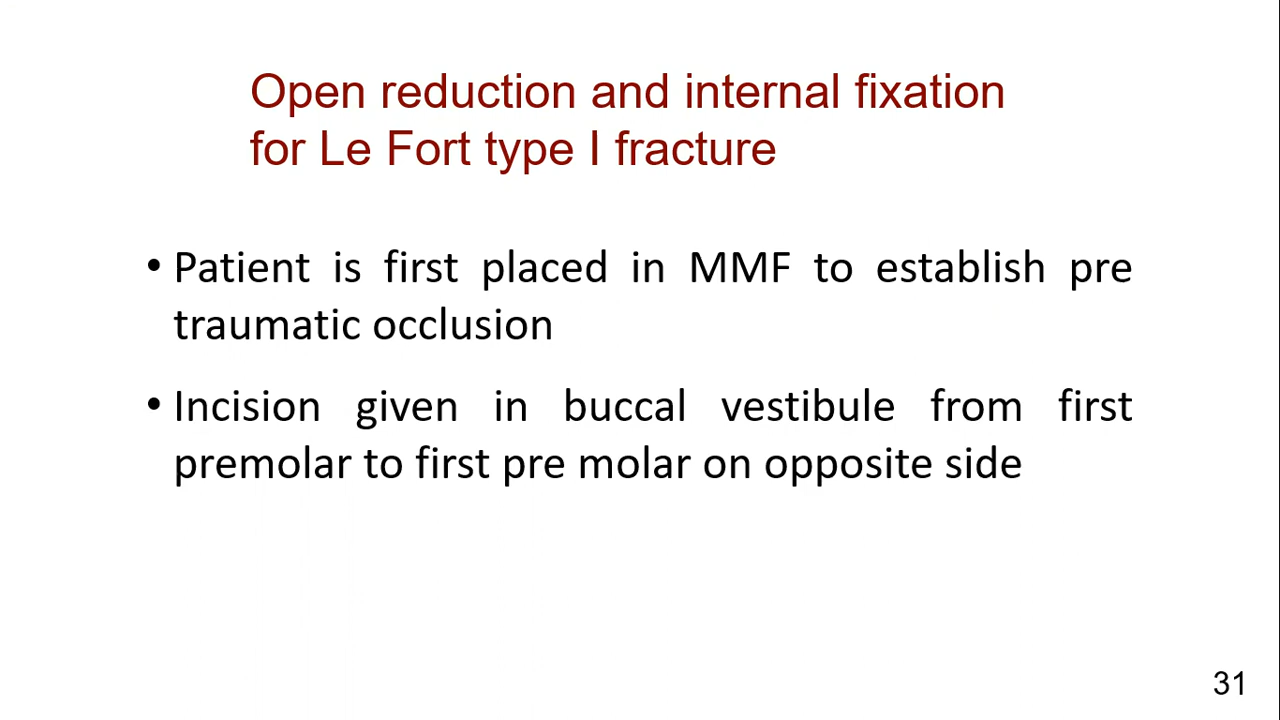 Open reduction and internal fixation
for Le Fort type I fracture
• Patient is first placed in MMF to establish pre
traumatic occlusion
• Incision given in buccal vestibule from first
premolar to first pre molar on opposite side
31